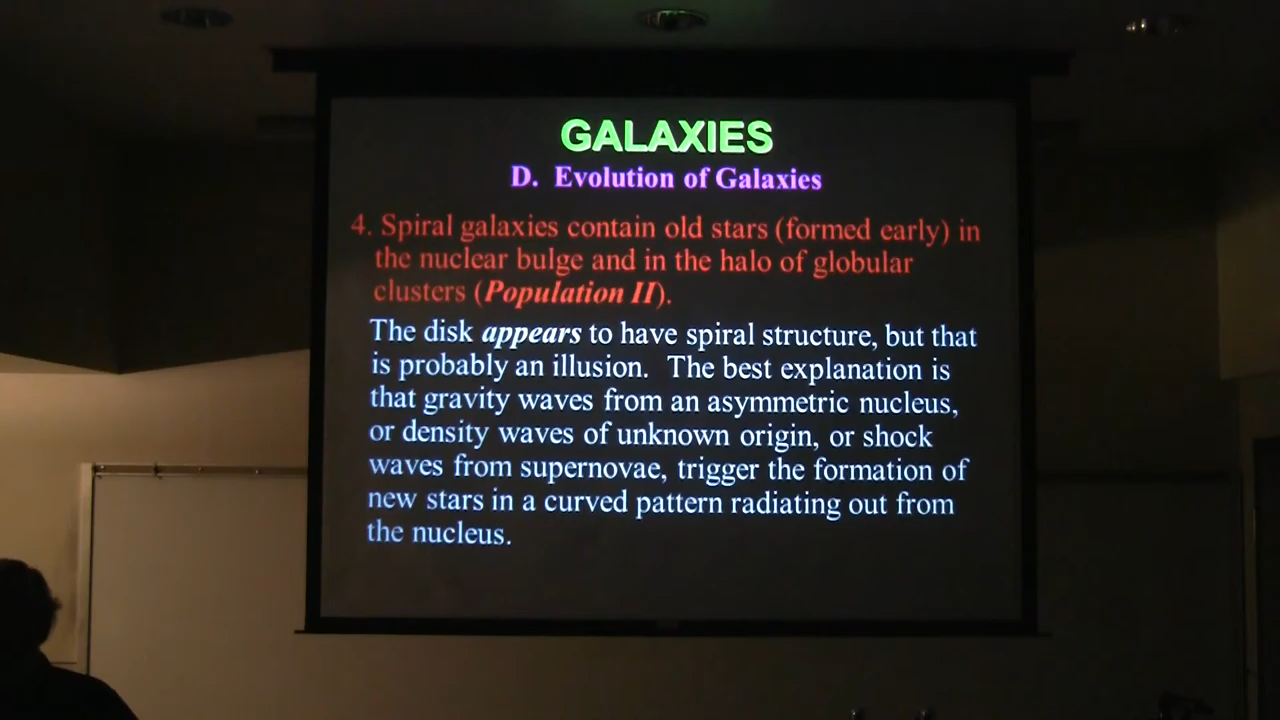 GALAXIES
D. Evolution of Galaxies
4. Spiral galaxies contain old stars (formed early) in
the nuclear bulge and in the halo of globular
clusters (Population II).
The disk appears to have spiral structure, but that
is probably an illusion. The best explanation is
that gravity waves from an asymmetric nucleus,
or density waves of unknown origin, or shock
waves from supernovae, trigger the formation of
new stars in a curved pattern radiating out from
the nucleus.